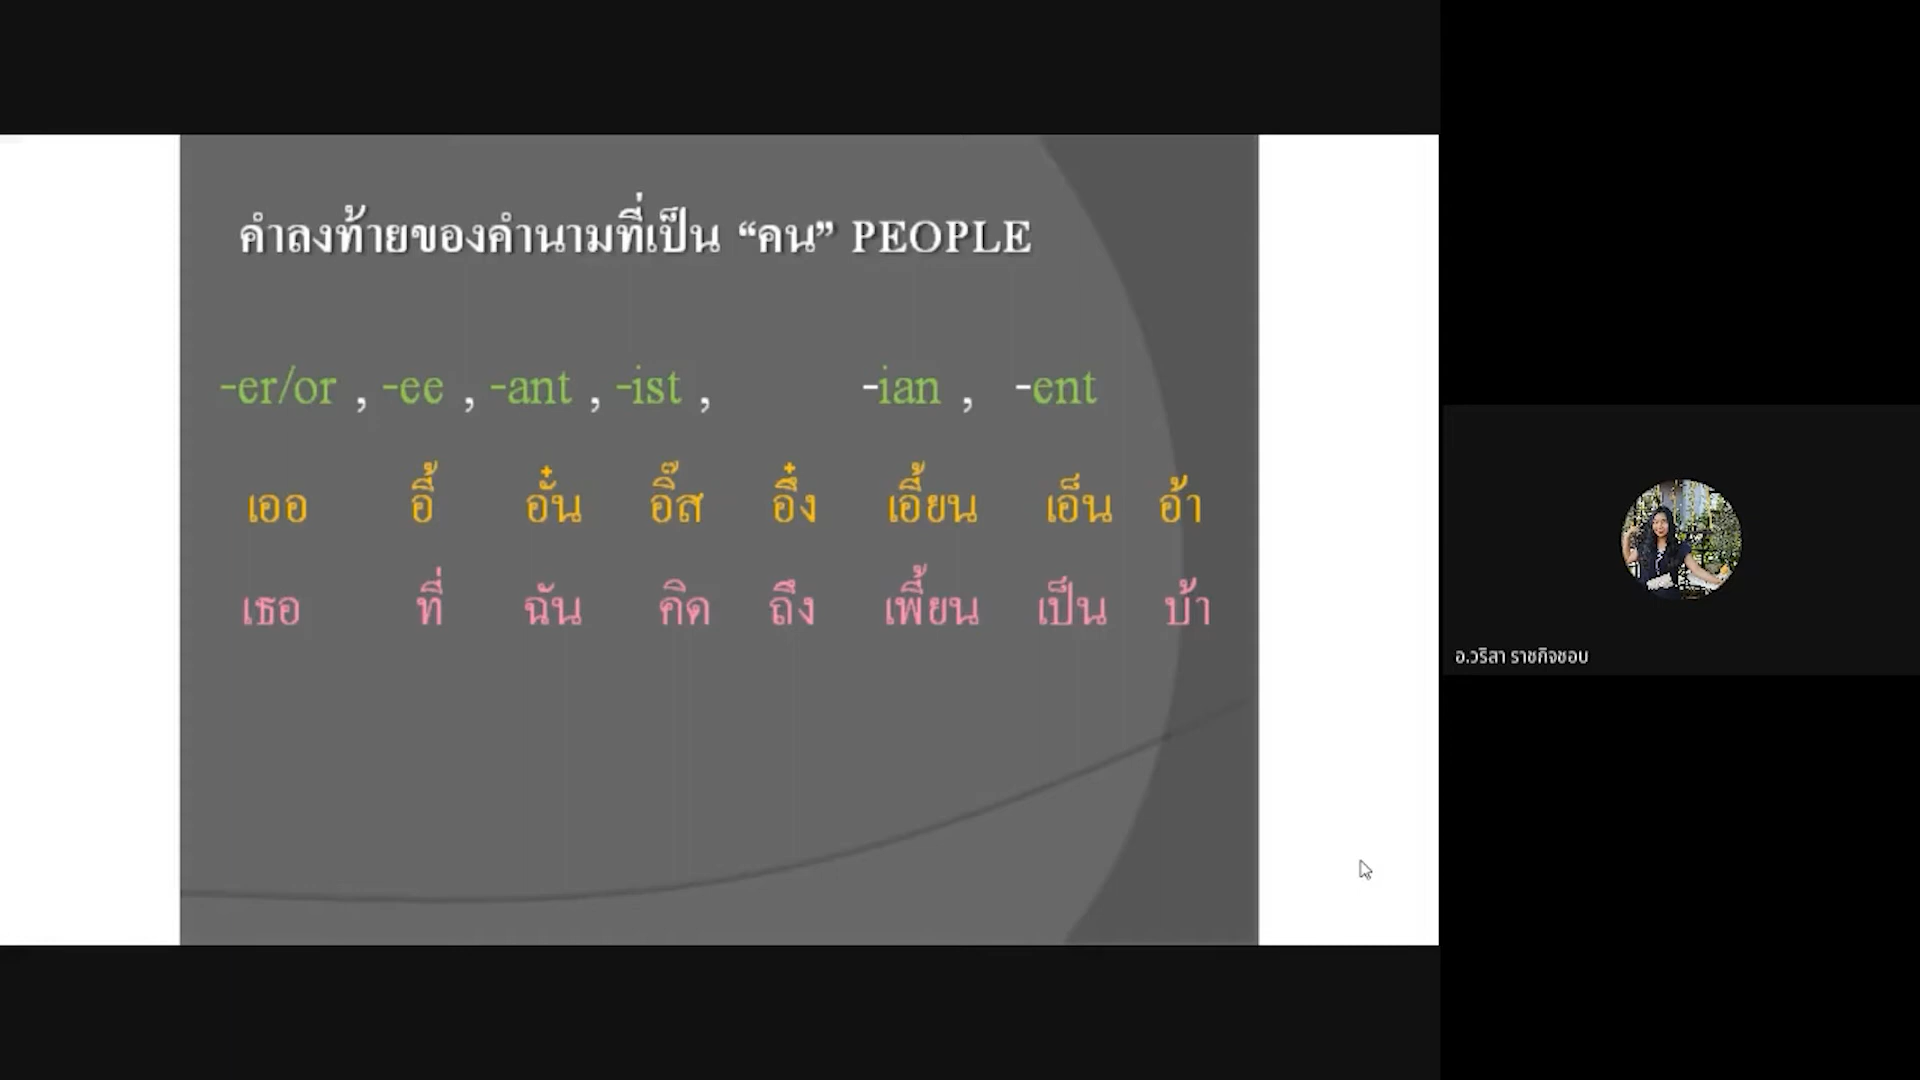 คำลงท้ายของคำนามที่เป็น “คน” PEOPLE
-er/or , -ee , -ant , -ist , -ian , -ent
เออ อี้ อั๋น อิ๊ส อึ๋ง เอี้ยน เอ็น อ้า
เธอ ที่ ฉัน คิด ถึง เพี้ยน เป็น บ้า
อ.วริสา ราชกิจชอบ